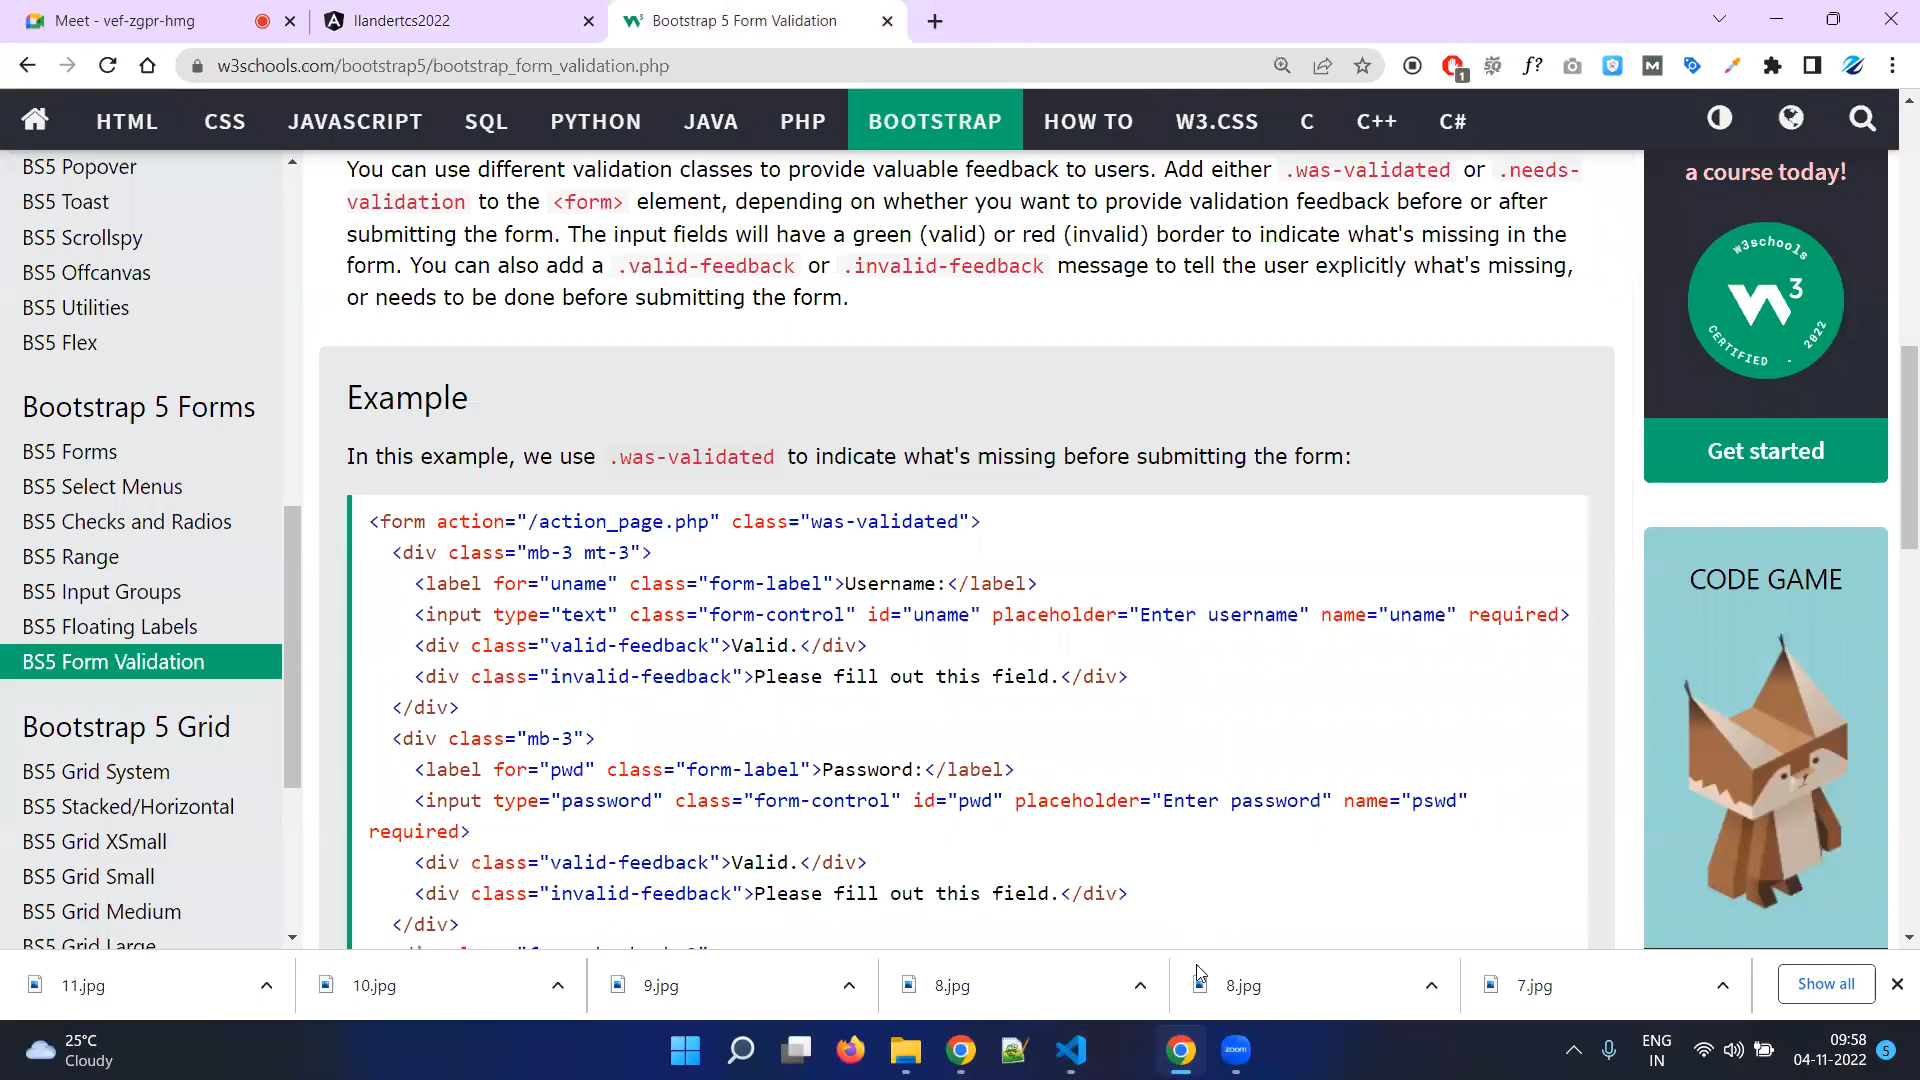 Meet - vef-zgpr-hmg
llandertcs2022
Bootstrap 5 Form Validation
w3schools.com/bootstrap5/bootstrap_form_validation.php
1
f?
M
HTML CSS JAVASCRIPT SQL PYTHON JAVA PHP BOOTSTRAP HOW TO W3.CSS C C++ C#
BS5 Popover
BS5 Toast
BS5 Scrollspy
BS5 Offcanvas
BS5 Utilities
BS5 Flex
Bootstrap 5 Forms
BS5 Forms
BS5 Select Menus
BS5 Checks and Radios
BS5 Range
BS5 Input Groups
BS5 Floating Labels
BS5 Form Validation
Bootstrap 5 Grid
BS5 Grid System
BS5 Stacked/Horizontal
BS5 Grid XSmall
BS5 Grid Small
BS5 Grid Medium
BS5 Grid Large
You can use different validation classes to provide valuable feedback to users. Add either .was-validated or .needs-
validation to the <form> element, depending on whether you want to provide validation feedback before or after
submitting the form. The input fields will have a green (valid) or red (invalid) border to indicate what's missing in the
form. You can also add a .valid-feedback or .invalid-feedback message to tell the user explicitly what's missing,
or needs to be done before submitting the form.
Example
In this example, we use .was-validated to indicate what's missing before submitting the form:
<form action="/action_page.php" class="was-validated">
<div class="mb-3 mt-3">
<label for="uname" class="form-label">Username:</label>
<input type="text" class="form-control" id="uname" placeholder="Enter username" name="uname" required>
<div class="valid-feedback">Valid.</div>
<div class="invalid-feedback">Please fill out this field.</div>
</div>
<div class="mb-3">
<label for="pwd" class="form-label">Password:</label>
<input type="password" class="form-control" id="pwd" placeholder="Enter password" name="pswd"
required>
<div class="valid-feedback">Valid.</div>
<div class="invalid-feedback">Please fill out this field.</div>
</div>
a course today!
w3schools
3
CERTIFIED - 2022
Get started
CODE GAME
11.jpg
10.jpg
9.jpg
8.jpg
8.jpg
7.jpg
Show all
25°C
Cloudy
zoom
ENG
IN
09:58
04-11-2022
5